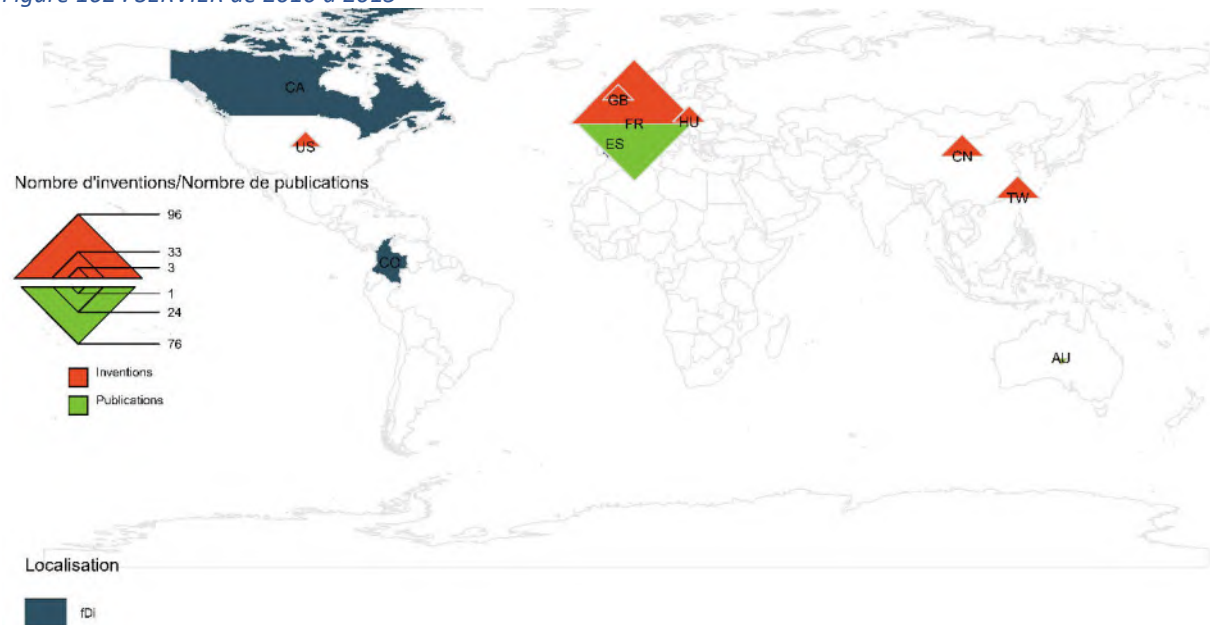 CA
GB
FR
HU
US
ES
CN
Nombre d'inventions/Nombre de publications
TW
96
33
3
CO
1
24
76
AU
Inventions
Publications
Localisation
fDi